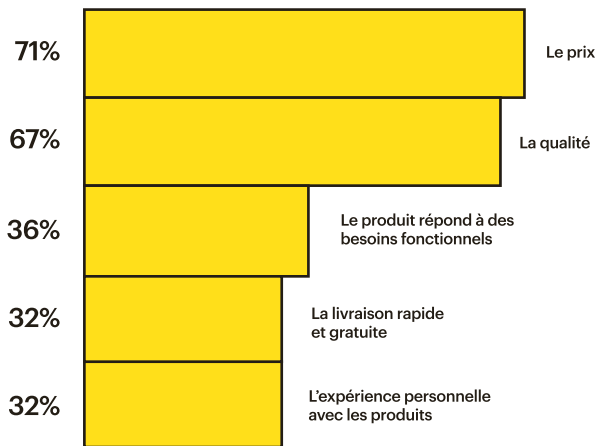 71%
Le prix
67%
La qualité
36%
Le produit répond à des
besoins fonctionnels
32%
La livraison rapide
et gratuite
32%
L’expérience personnelle
avec les produits